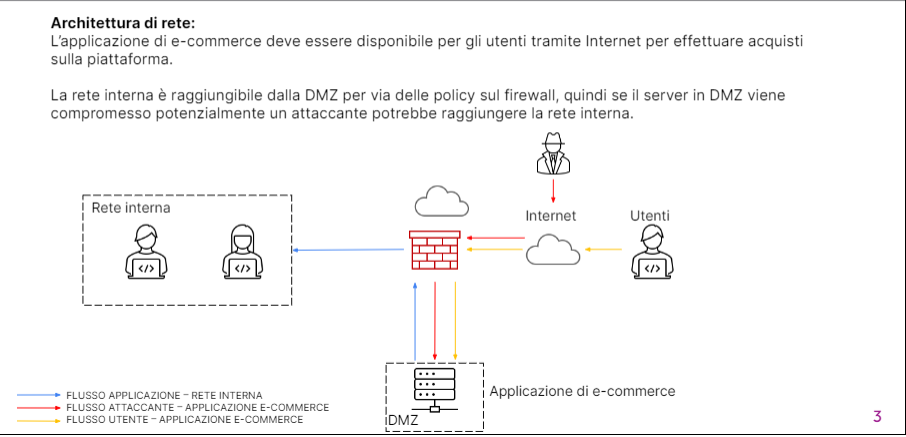 Architettura di rete:
L'applicazione di e-commerce deve essere disponibile per gli utenti tramite Internet per effettuare acquisti
sulla piattaforma.
La rete interna è raggiungibile dalla DMZ per via delle policy sul firewall, quindi se il server in DMZ viene
compromesso potenzialmente un attaccante potrebbe raggiungere la rete interna.
Rete interna
Internet
Utenti
</>
</>
</>
Applicazione di e-commerce
DMZ
FLUSSO APPLICAZIONE – RETE INTERNA
FLUSSO ATTACCANTE – APPLICAZIONE E-COMMERCE
FLUSSO UTENTE – APPLICAZIONE E-COMMERCE
3